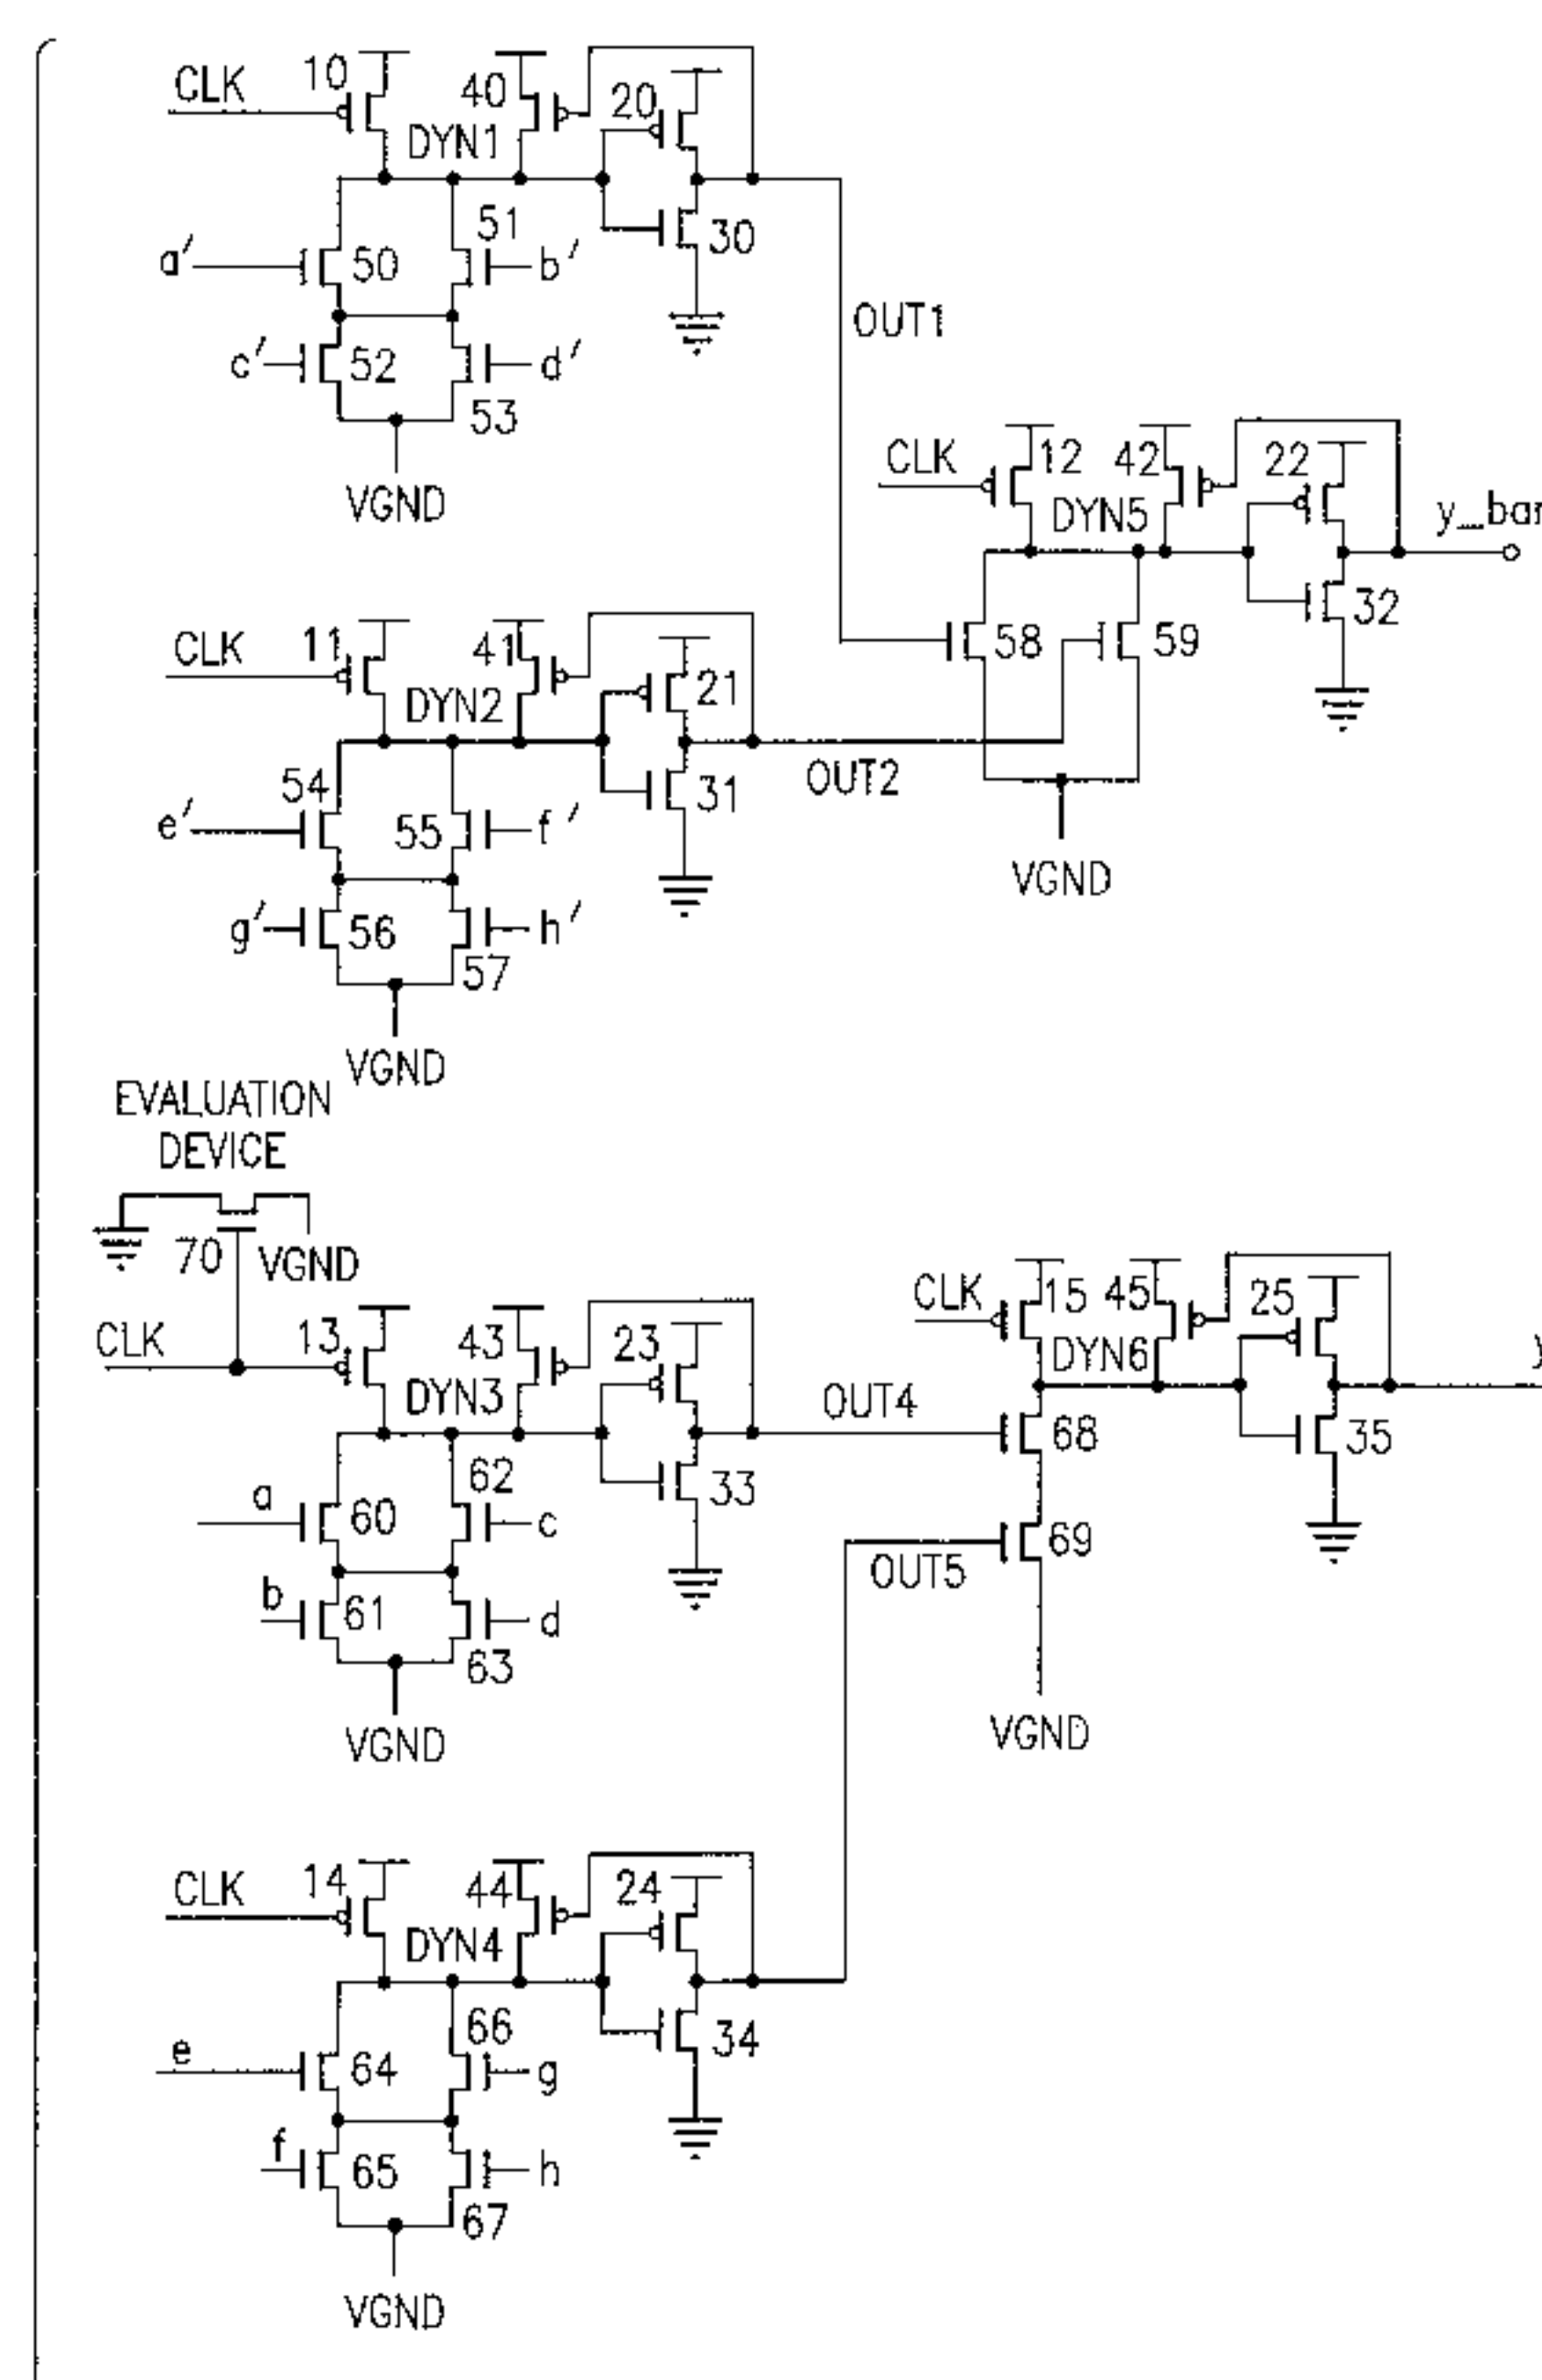 CLK 10 40 20
DYN1
51
30
a′ 50 b′
c′ 52 d′
53
VGND
OUT1
CLK 12 42 22
DYN5 y_bar
58 59 32
VGND
CLK 11 41 21
DYN2
54
31
OUT2
e′ 55 f′
g′ 56 h′
57
VGND
EVALUATION
DEVICE
70 VGND
CLK 13 43 23
DYN3
OUT4
62
33
a 60 c
b 61 d
63
VGND
CLK 15 45 25
DYN6 y
68 35
69
OUT5
VGND
CLK 14 44 24
DYN4
66
34
e 64 g
f 65 h
67
VGND